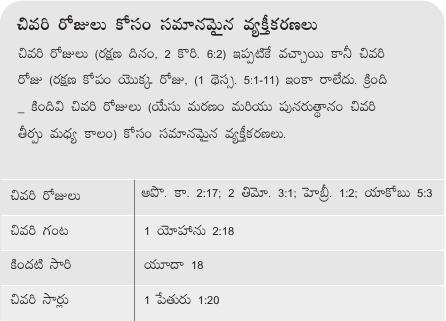 చివరి రోజులు కోసం సమానమైన వ్యక్తీకరణలు
చివరి రోజులు (రక్షణ దినం, 2 కొరి. 6:2) ఇప్పటికే వచ్చాయి కానీ చివరి
రోజు (రక్షణ కోపం యొక్క రోజు, (1 థెస్స. 5:1-11) ఇంకా రాలేదు. క్రింది
_ కిందివి చివరి రోజులు (యేసు మరణం మరియు పునరుత్థానం చివరి
తీర్పు మధ్య కాలం) కోసం సమానమైన వ్యక్తీకరణలు.
చివరి రోజులు అపొ. కా. 2:17; 2 తిమో. 3:1; హెబ్రీ. 1:2; యాకోబు 5:3
చివరి గంట 1 యోహాను 2:18
కిందటి సారి యూదా 18
చివరి సార్లు 1 పేతురు 1:20